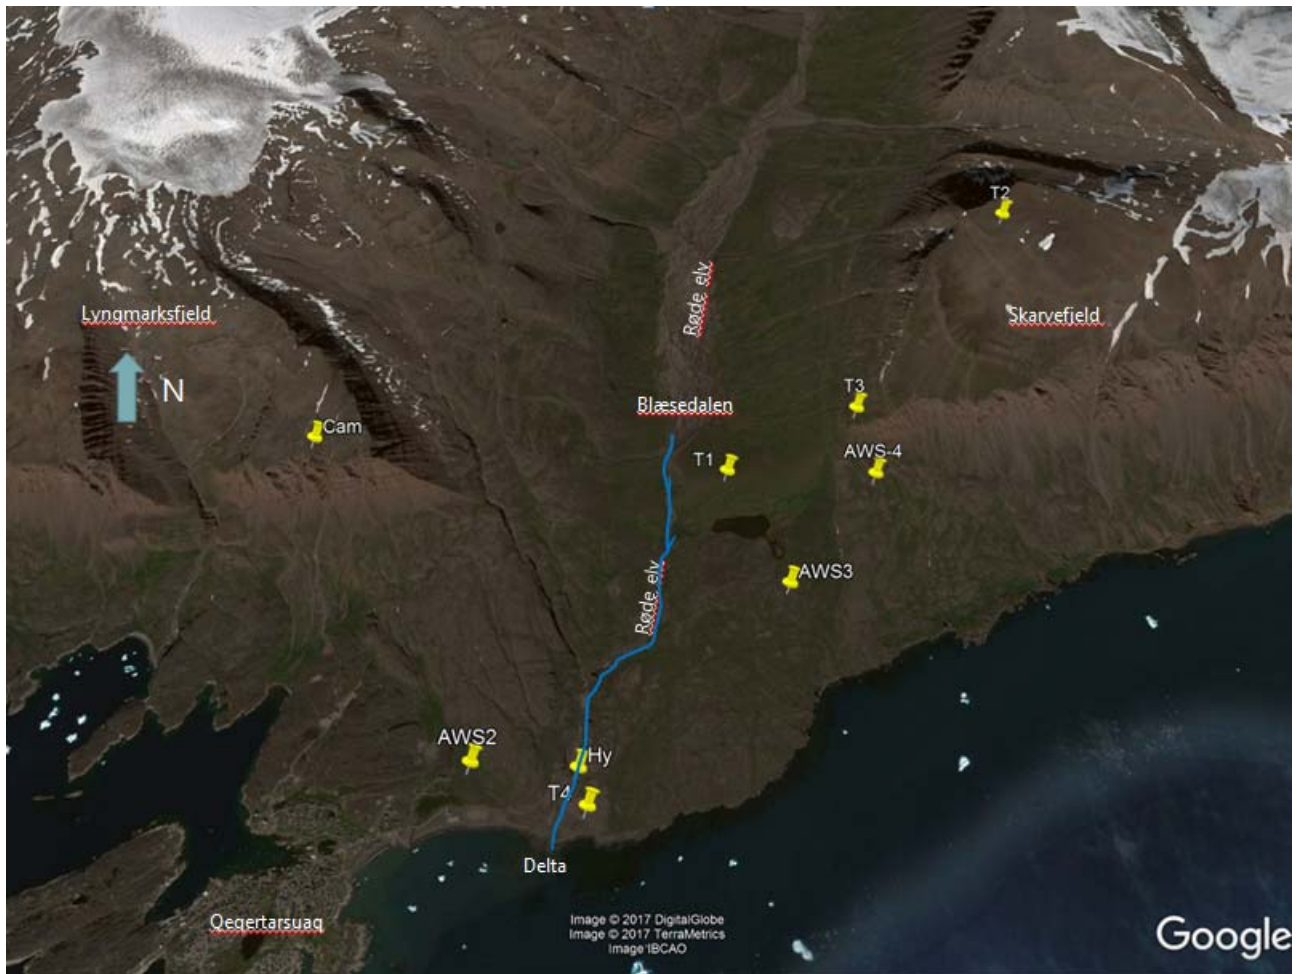 T2
Røde elv
Lyngmarksfjeld
Skarvefjeld
N
T3
Blæsedalen
Cam
AWS-4
T1
AWS3
Røde elv
AWS2
Hy
T4
Delta
Qeqertarsuaq
Image © 2017 DigitalGlobe
Image © 2017 TerraMetrics
Image IBCAO
Google